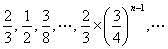 2/3, 1/2, 3/8, ⋯, 2/3 × (3/4)^{n-1}, ⋯